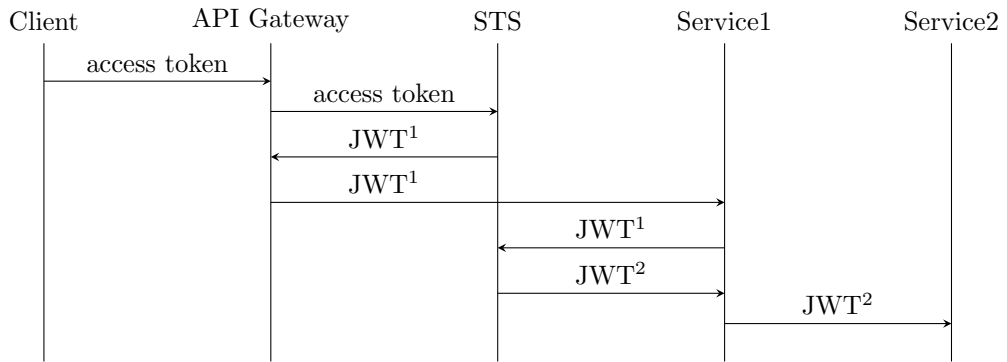 Client API Gateway STS Service1 Service2
access token
access token
JWT¹
JWT¹
JWT¹
JWT²
JWT²